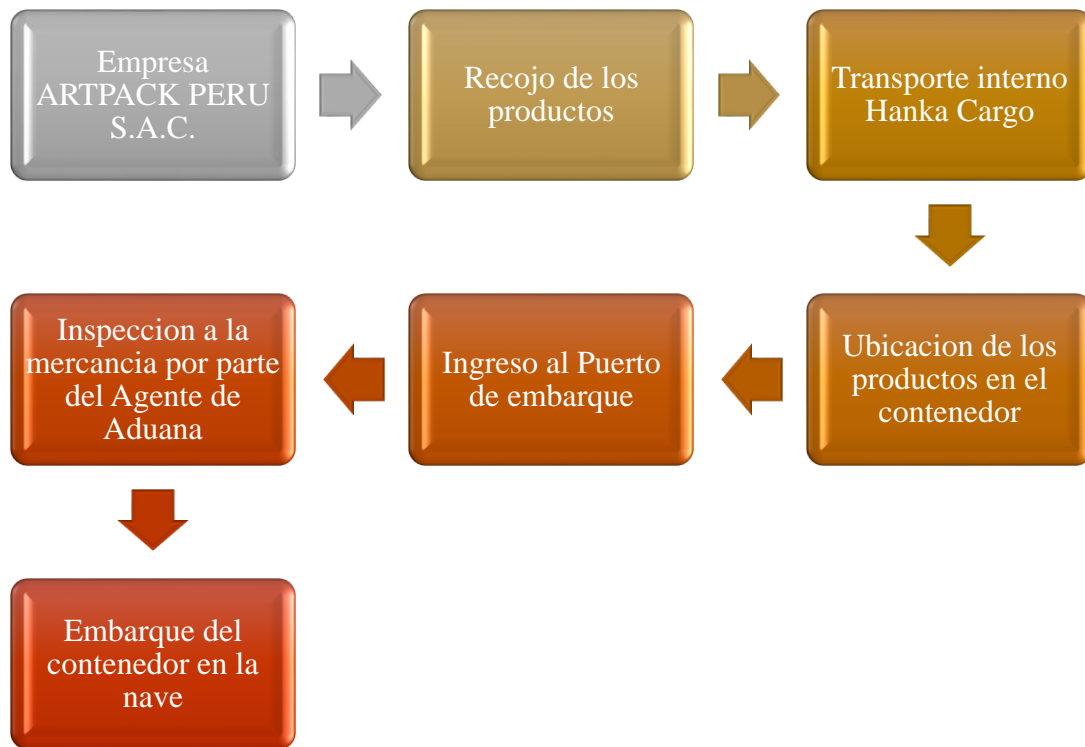 Empresa
ARTPACK PERU
S.A.C.
Recojo de los
productos
Transporte interno
Hanka Cargo
Ubicacion de los
productos en el
contenedor
Ingreso al Puerto
de embarque
Inspeccion a la
mercancia por parte
del Agente de
Aduana
Embarque del
contenedor en la
nave